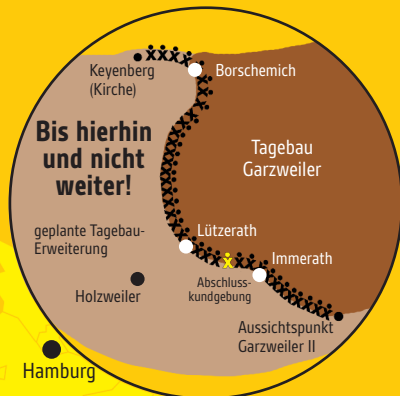 Keyenberg
(Kirche)
Borschemich
Bis hierhin
und nicht
weiter!
Tagebau
Garzweiler
geplante Tagebau-
Erweiterung
Lützerath
Immerath
Abschluss-
kundgebung
Holzweiler
Aussichtspunkt
Garzweiler II
Hamburg